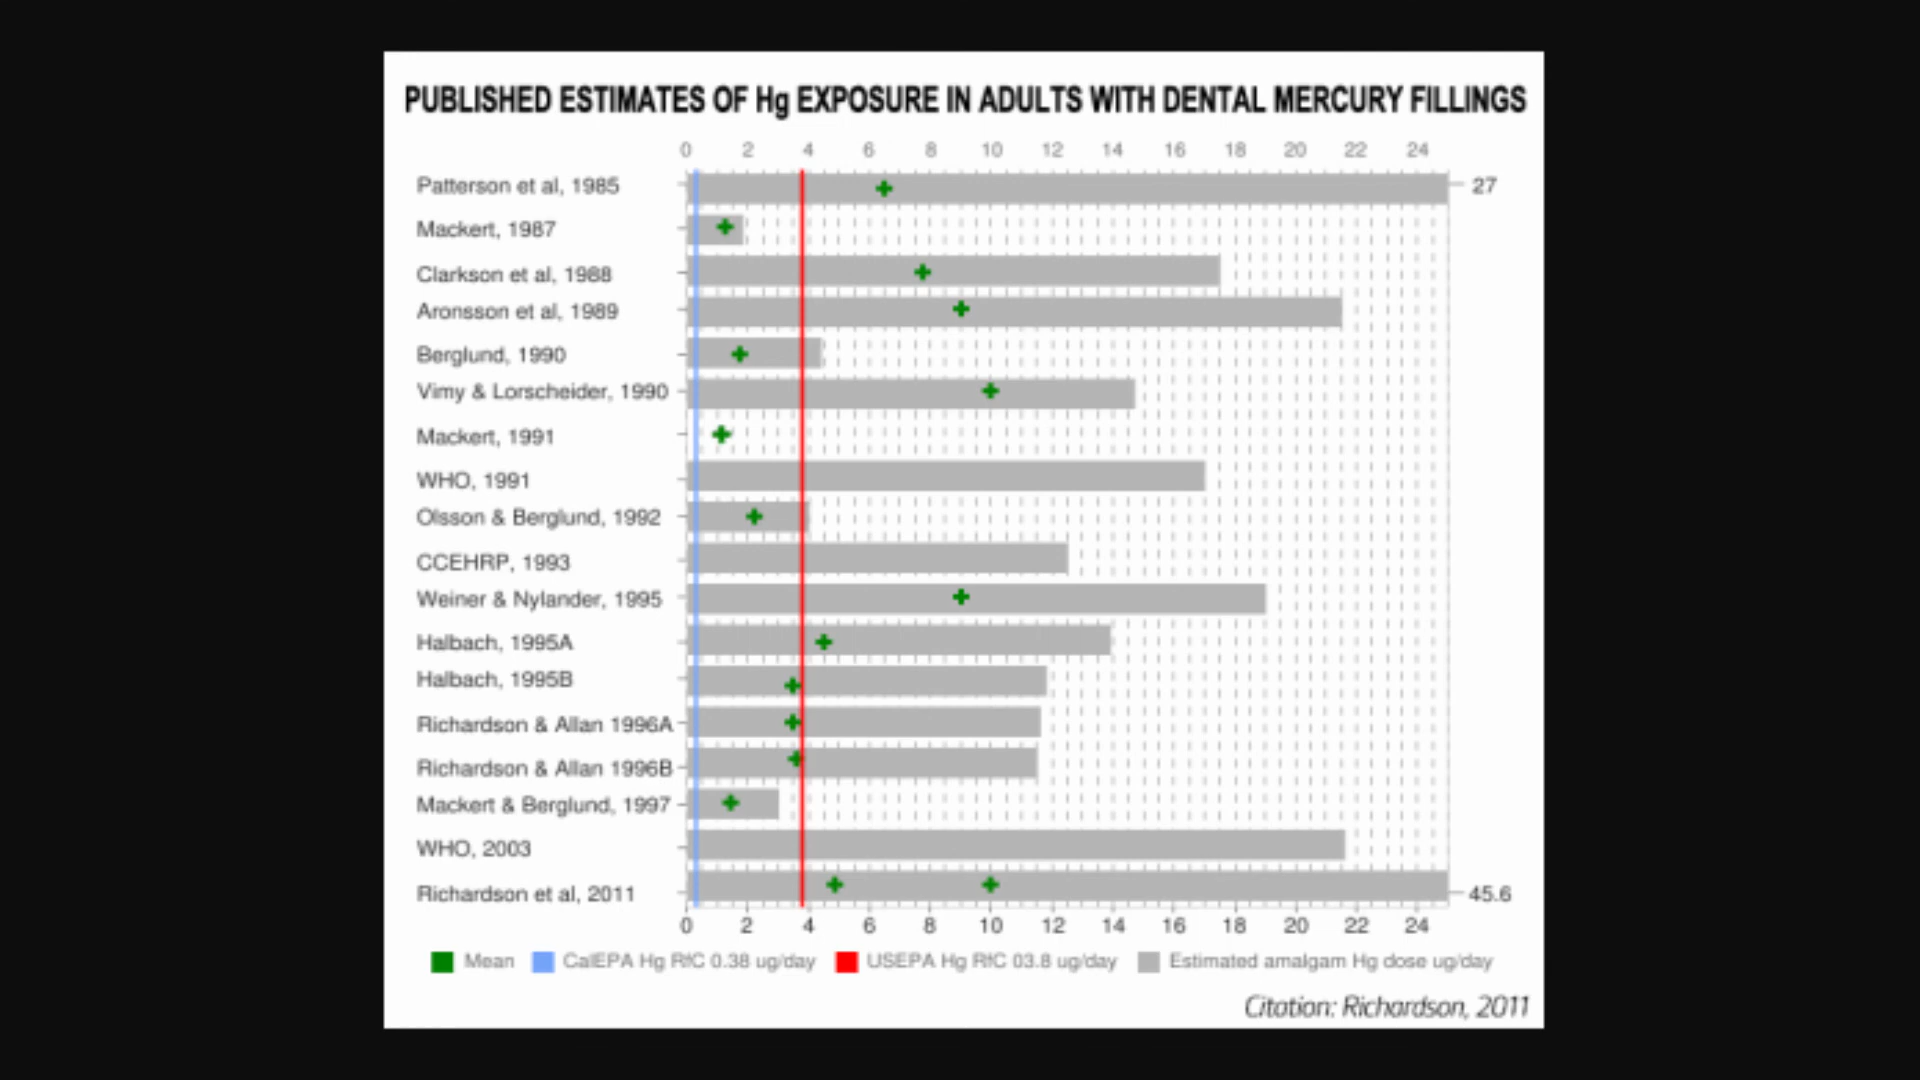 PUBLISHED ESTIMATES OF Hg EXPOSURE IN ADULTS WITH DENTAL MERCURY FILLINGS
0 2 4 6 8 10 12 14 16 18 20 22 24
Patterson et al, 1985 27
Mackert, 1987
Clarkson et al, 1988
Aronsson et al, 1989
Berglund, 1990
Vimy & Lorscheider, 1990
Mackert, 1991
WHO, 1991
Olsson & Berglund, 1992
CCEHRP, 1993
Weiner & Nylander, 1995
Halbach, 1995A
Halbach, 1995B
Richardson & Allan 1996A
Richardson & Allan 1996B
Mackert & Berglund, 1997
WHO, 2003
Richardson et al, 2011 45.6
0 2 4 6 8 10 12 14 16 18 20 22 24
Mean CalEPA Hg RfC 0.38 ug/day USEPA Hg RfC 03.8 ug/day Estimated amalgam Hg dose ug/day
Citation: Richardson, 2011